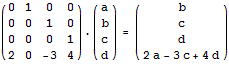 ( 0 1 0 0 ) ( a ) ( b )
( 0 0 1 0 ) . ( b ) = ( c )
( 0 0 0 1 ) ( c ) ( d )
( 2 0 -3 4 ) ( d ) ( 2 a - 3 c + 4 d )